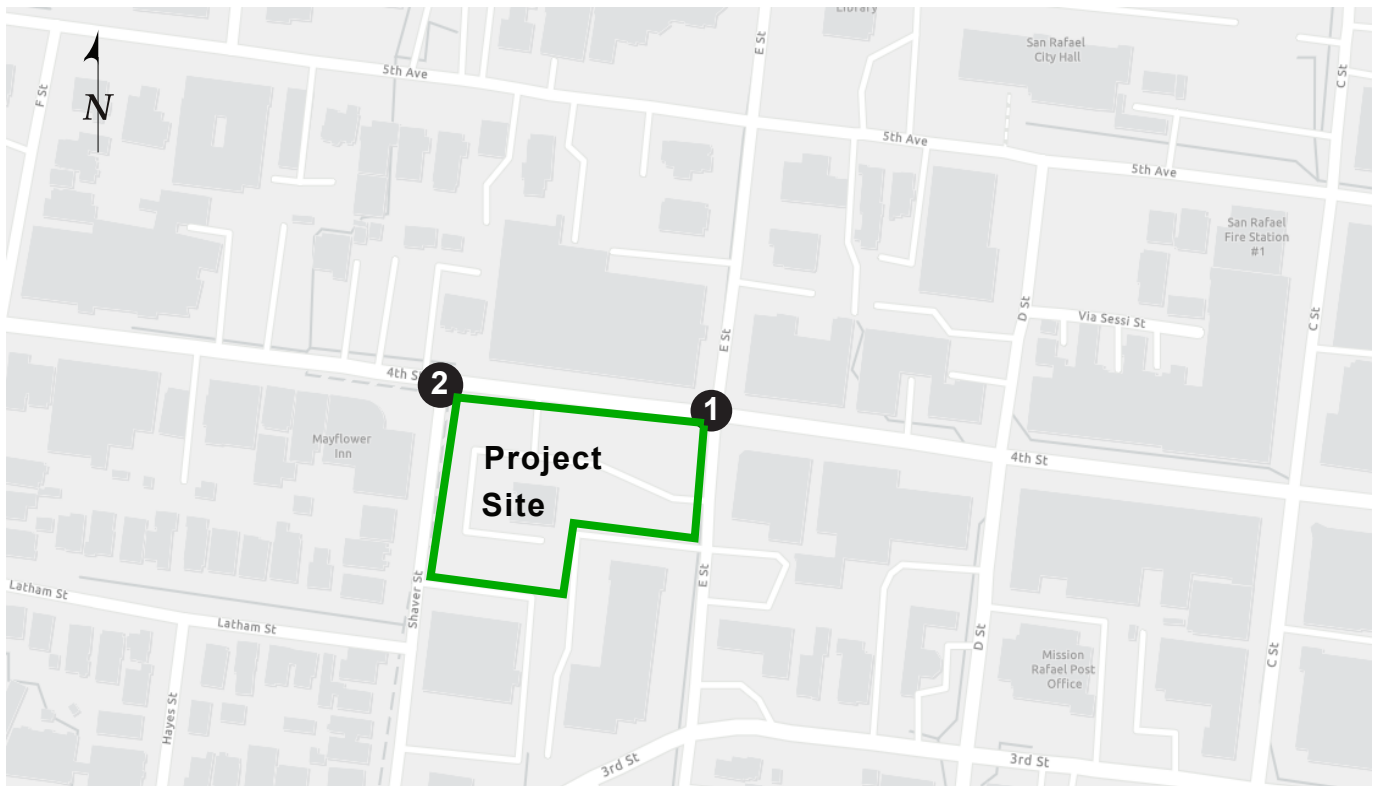 Library
E St
San Rafael
City Hall
C St
5th Ave
F St
N
5th Ave
5th Ave
San Rafael
Fire Station
#1
D St
Via Sessi St
C St
E St
4th S
2
1
Mayflower
Inn
Project
Site
4th St
E St
Shaver St
Latham St
Latham St
D St
C St
Mission
Rafael Post
Office
Hayes St
3rd St
3rd St